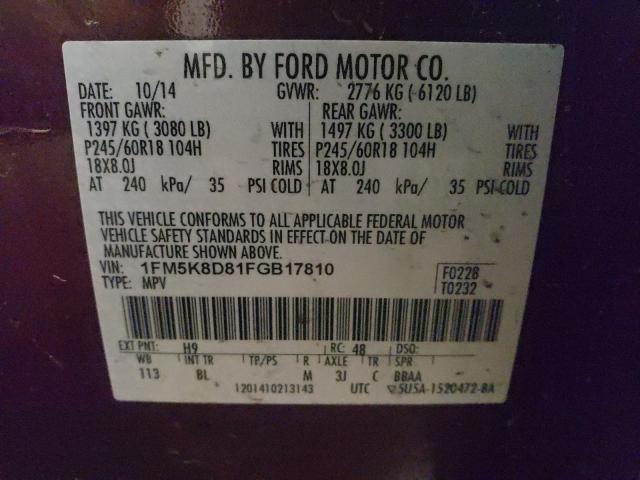 MFD. BY FORD MOTOR CO.
DATE: 10/14 GVWR: 2776 KG ( 6120 LB)
FRONT GAWR: REAR GAWR:
1397 KG ( 3080 LB) WITH 1497 KG ( 3300 LB) WITH
P245/60R18 104H TIRES P245/60R18 104H TIRES
18X8.0J RIMS 18X8.0J RIMS
AT 240 kPa/ 35 PSI COLD AT 240 kPa/ 35 PSI COLD
THIS VEHICLE CONFORMS TO ALL APPLICABLE FEDERAL MOTOR
VEHICLE SAFETY STANDARDS IN EFFECT ON THE DATE OF
MANUFACTURE SHOWN ABOVE.
VIN: 1FM5K8D81FGB17810 F0228
TYPE: MPV T0232
EXT PNT: H9 RC: 48 DSO:
WB INT TR TP/PS R AXLE TR SPR
113 BL M 3J C BBAA
1201410213143 UTC 5U5A-1520472-BA